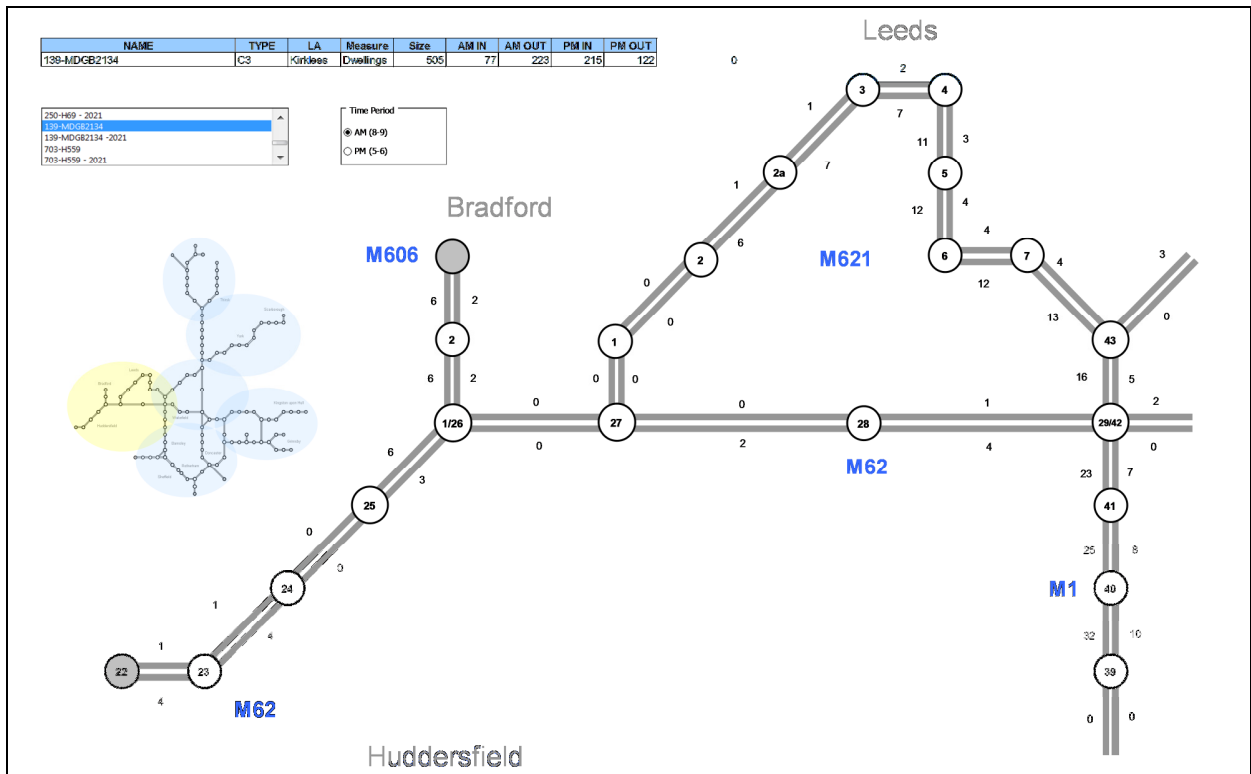 Leeds
NAME TYPE LA Measure Size AM IN AM OUT PM IN PM OUT
139-MDGB2134 C3 Kirklees Dwellings 505 77 223 215 122
0
2
3 4
1 7
250-H69 - 2021
139-MDGB2134
139-MDGB2134 -2021
703-H559
703-H559 - 2021
Time Period
AM (8-9)
PM (5-6)
11 3
7
2a 5
1
12 4
Bradford
6
4
M606 2 M621 6 7 4 3
0 12
6 2 0 13 0
2 1 43
6 2 0 0 16 5
0 0 1 2
1/26 27 28 29/42
0 2 4 0
M62
6 3
23 7
25 41
0 0
25 8
24 M1 40
1 4
32 10
1
22 23 39
4
M62
0 0
Huddersfield